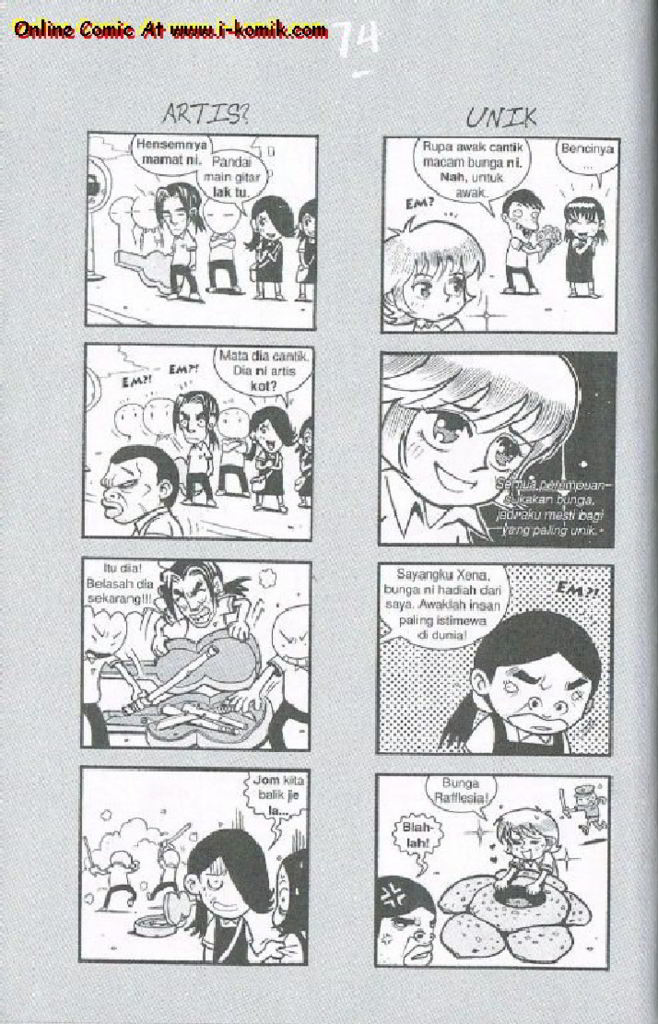 Online Comic At www.i-komik.com
74
ARTIS?
Hensemnya
mamat ni.
Pandai
main gitar
lak tu.
EM?!
EM?!
Mata dia cantik.
Dia ni artis
kot?
Itu dia!
Belasah dia
sekarang!!!
Jom kita
balik je
la...
UNIK
Rupa awak cantik
macam bunga ni.
Nah, untuk
awak.
Bencinya
...
EM?
Semua perempuan
sukakan bunga,
jadi aku mesti bagi
yang paling unik.
Sayangku Xena,
bunga ni hadiah dari
saya. Awaklah insan
paling istimewa
di dunia!
EM?!
Bunga
Rafflesia!
Blah-
lah!